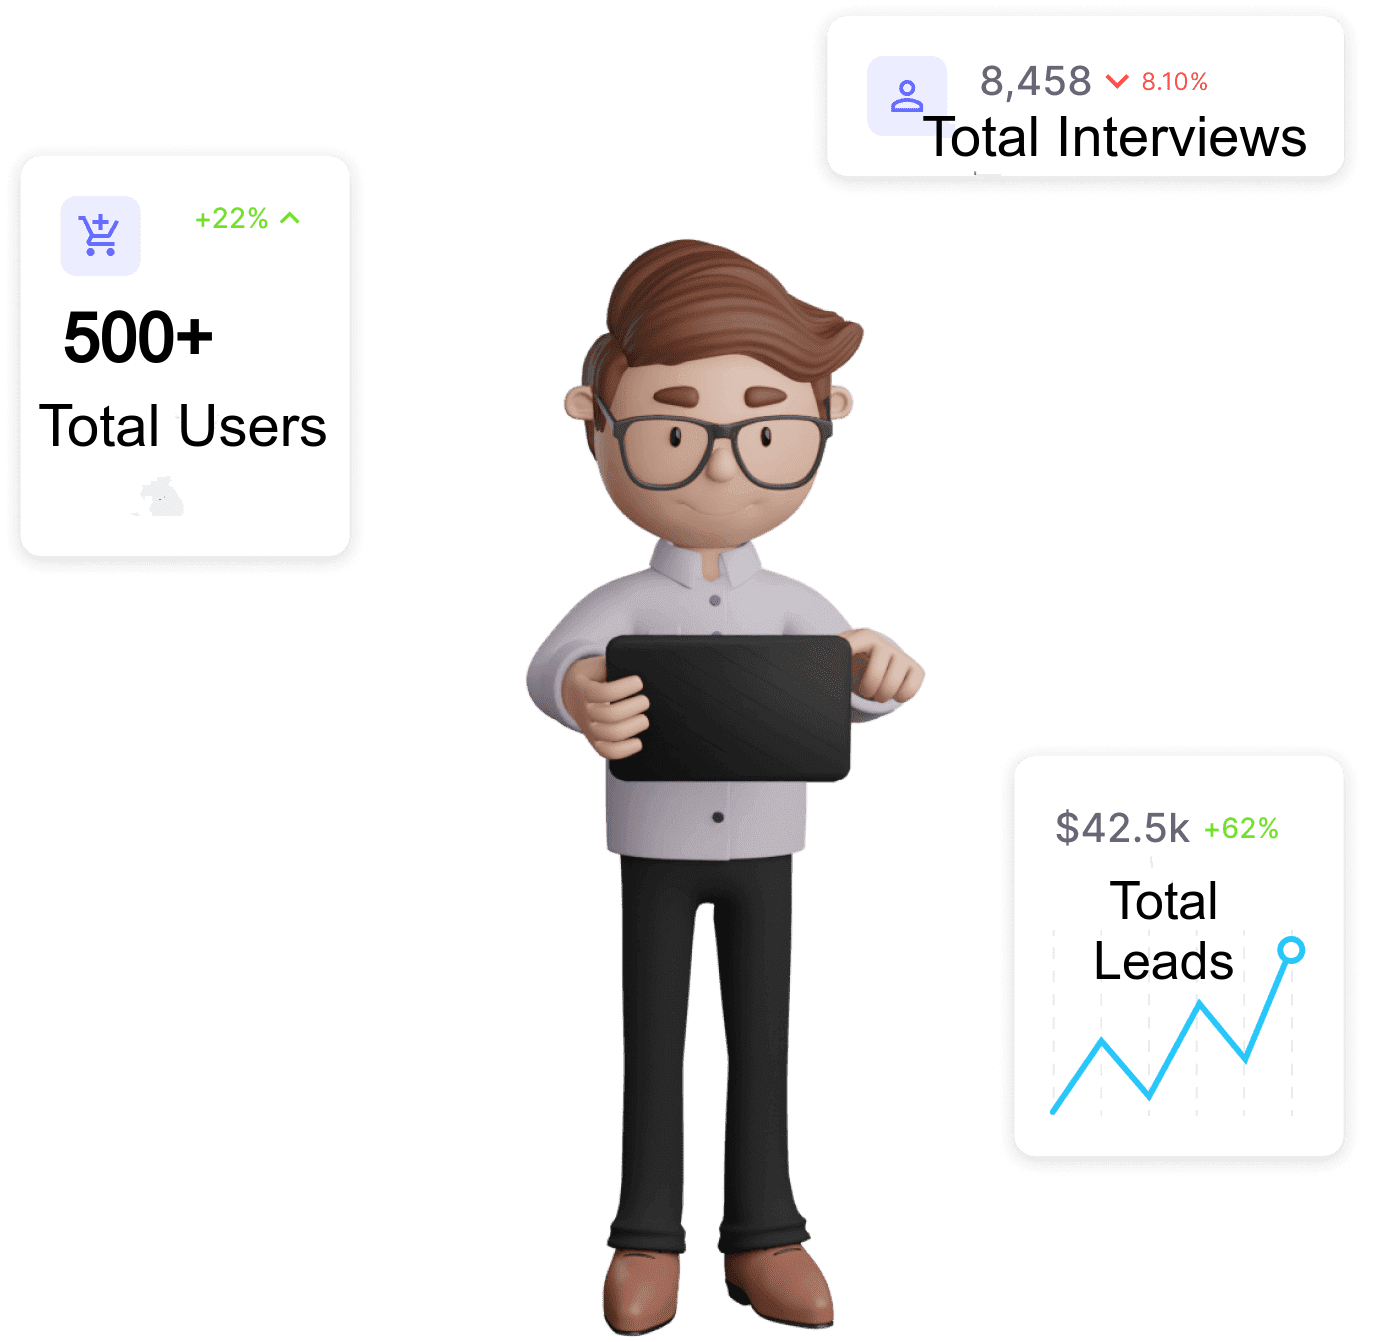 8,458 8.10%
Total Interviews
+22%
500+
Total Users
$42.5k +62%
Total
Leads